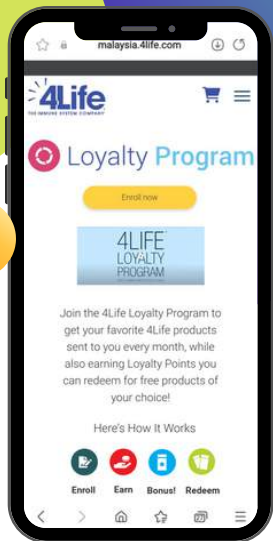 malaysia.4life.com
4Life
THE IMMUNE SYSTEM COMPANY
Loyalty Program
Enroll now
4LIFE
LOYALTY
PROGRAM
Join the 4Life Loyalty Program to
get your favorite 4Life products
sent to you every month, while
also earning Loyalty Points you
can redeem for free products of
your choice!
Here's How It Works
Enroll Earn Bonus! Redeem